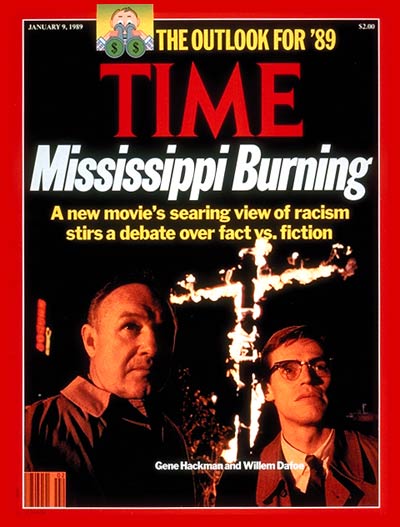 JANUARY 9, 1989
$ $
THE OUTLOOK FOR '89
$2.00
TIME
Mississippi Burning
A new movie's searing view of racism
stirs a debate over fact vs. fiction
Gene Hackman and Willem Dafoe